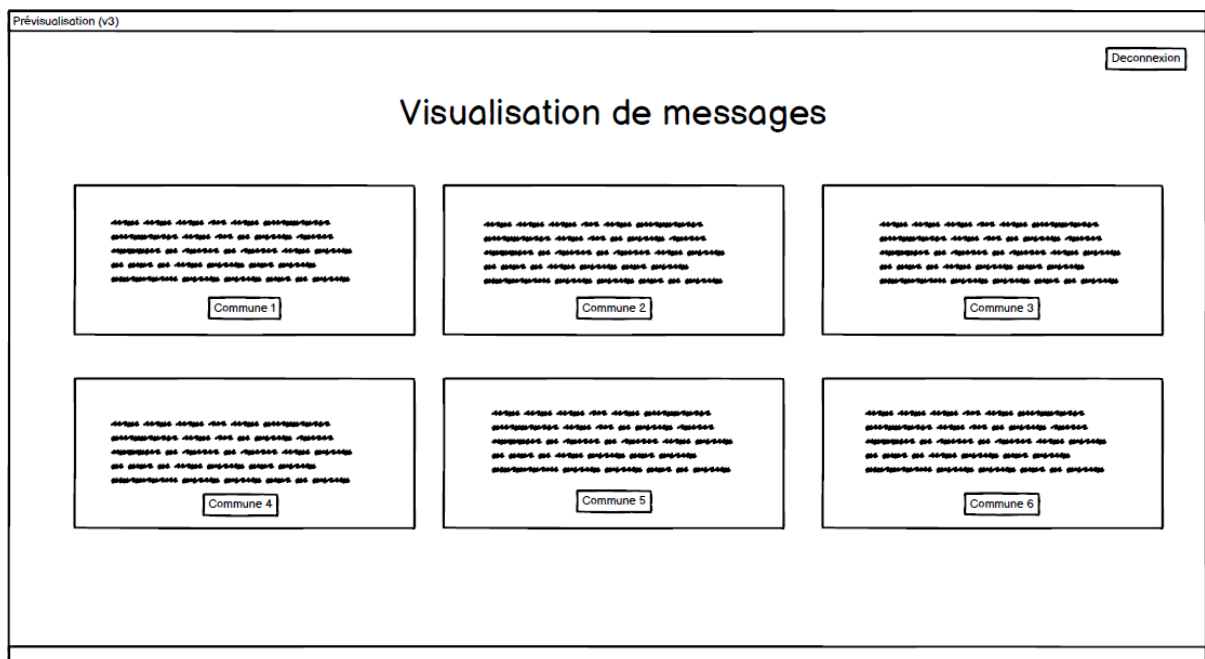 Prévisualisation (v3)
Deconnexion
Visualisation de messages
Commune 1
Commune 2
Commune 3
Commune 4
Commune 5
Commune 6